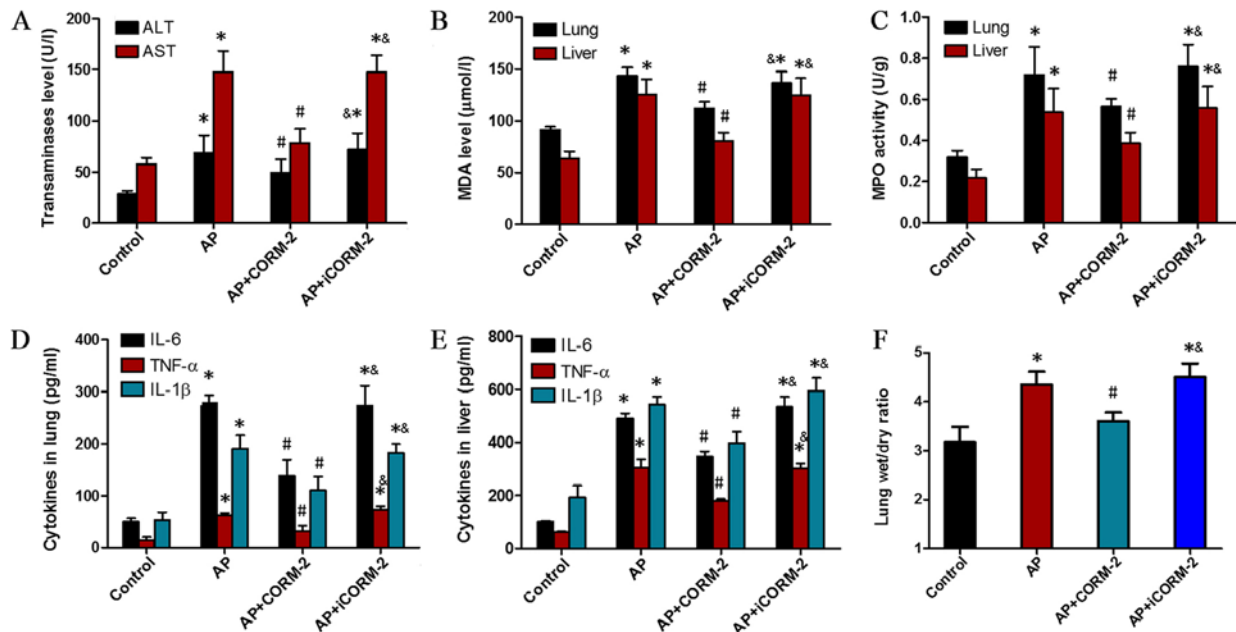 A
Transaminases level (U/l)
200
150
100
50
0
ALT
AST
*
*
#
#
&*
*&
Control
AP
AP+CORM-2
AP+iCORM-2
B
MDA level (μmol/l)
200
150
100
50
0
Lung
Liver
*
*
#
#
&*
*&
Control
AP
AP+CORM-2
AP+iCORM-2
C
MPO activity (U/g)
1.0
0.8
0.6
0.4
0.2
0.0
Lung
Liver
*
*
#
#
*&
*&
Control
AP
AP+CORM-2
AP+iCORM-2
D
Cytokines in lung (pg/ml)
400
300
200
100
0
IL-6
TNF-α
IL-1β
*
*
*
#
#
#
*&
&
*
*&
Control
AP
AP+CORM-2
AP+iCORM-2
E
Cytokines in liver (pg/ml)
800
600
400
200
0
IL-6
TNF-α
IL-1β
*
*
*
#
#
#
*&
&
*
*&
Control
AP
AP+CORM-2
AP+iCORM-2
F
Lung wet/dry ratio
5
4
3
2
1
*
#
*&
Control
AP
AP+CORM-2
AP+iCORM-2